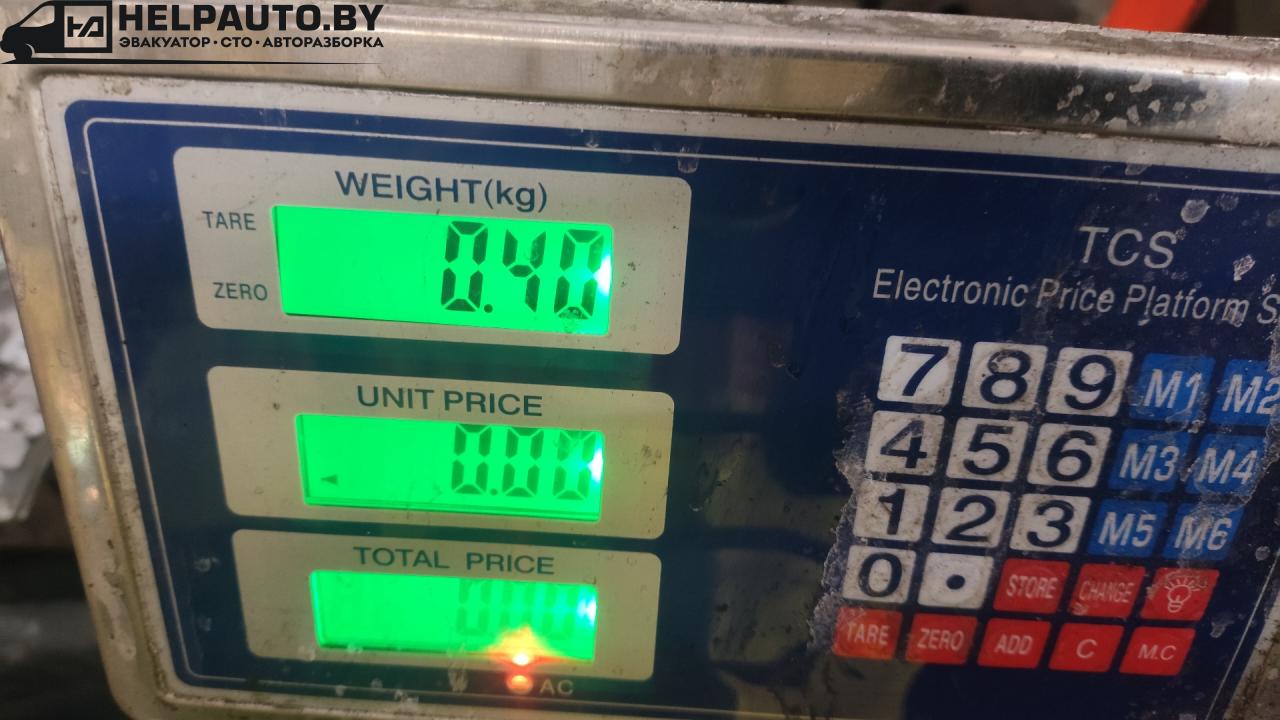 HELPAUTO.BY
ЭВАКУАТОР · СТО · АВТОРАЗБОРКА
WEIGHT(kg)
TARE
0.40
ZERO
UNIT PRICE
0.00
TOTAL PRICE
AC
TCS
Electronic Price Platform S
7 8 9 M1 M2
4 5 6 M3 M4
1 2 3 M5 M6
0 • STORE CHANGE
TARE ZERO ADD C M.C